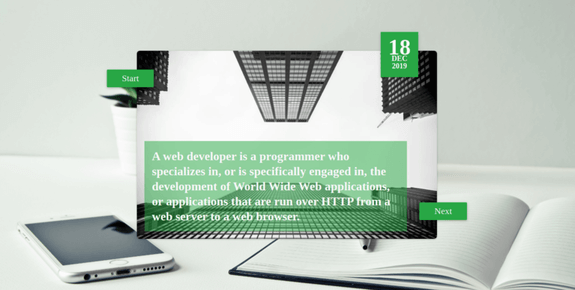 18
DEC
2019
Start
A web developer is a programmer who
specializes in, or is specifically engaged in, the
development of World Wide Web applications,
or applications that are run over HTTP from a
web server to a web browser.
Next